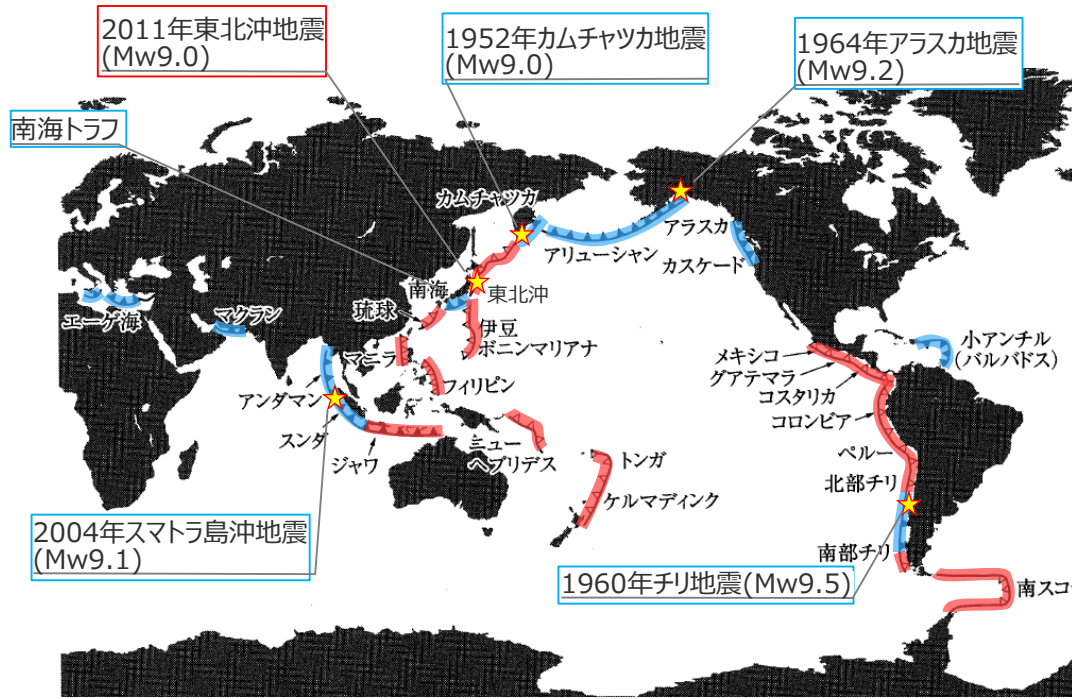 2011年東北沖地震
(Mw9.0)
1952年カムチャツカ地震
(Mw9.0)
1964年アラスカ地震
(Mw9.2)
南海トラフ
カムチャツカ
アラスカ
アリューシャン
カスケード
南海
東北沖
琉球
エーゲ海
マクラン
伊豆
ボニンマリアナ
マニラ
フィリピン
小アンチル
(バルバドス)
メキシコ
グアテマラ
コスタリカ
コロンビア
アンダマン
スンダ
ジャワ
ニュー
ヘブリデス
トンガ
ケルマディンク
ペルー
北部チリ
南部チリ
2004年スマトラ島沖地震
(Mw9.1)
1960年チリ地震(Mw9.5)
南スコ